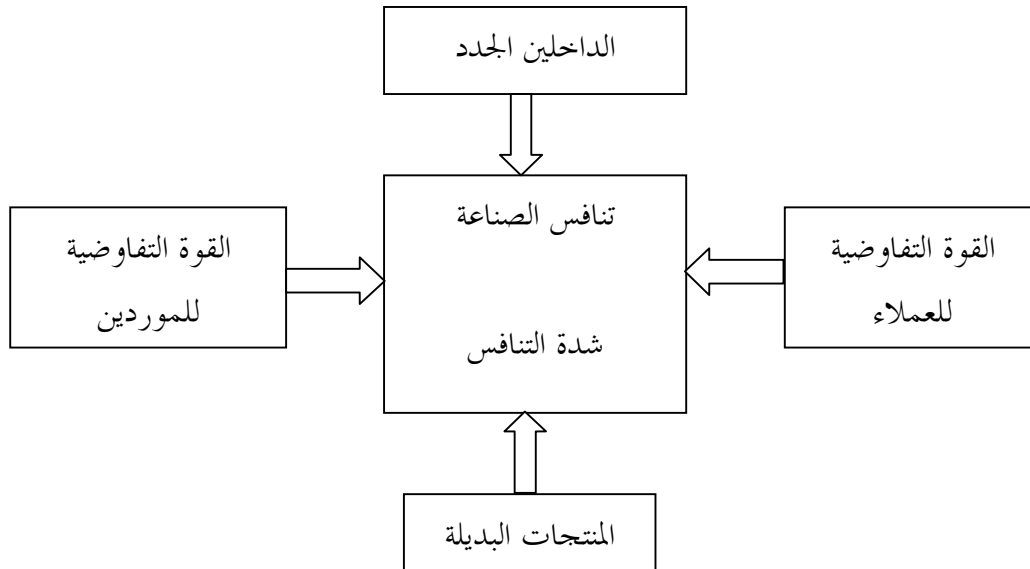 الداخلين الجدد
تنافس الصناعة
القوة التفاوضية
للعملاء
القوة التفاوضية
للموردين
شدة التنافس
المنتجات البديلة